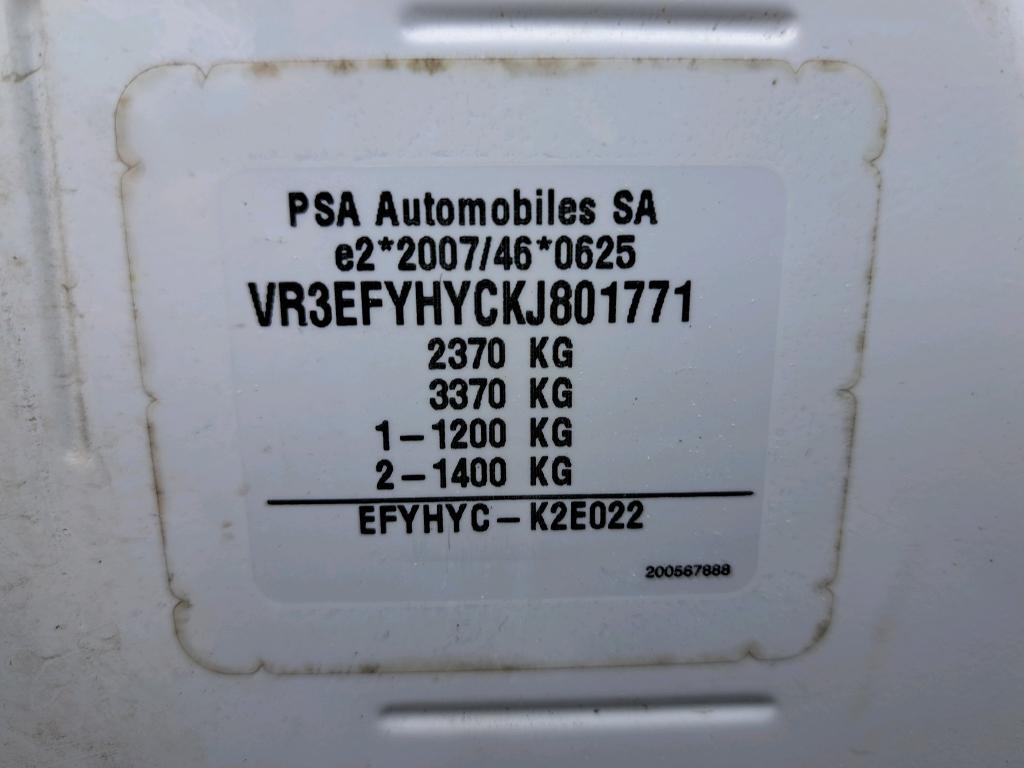 PSA Automobiles SA
e2*2007/46*0625
VR3EFYHYCKJ801771
2370 KG
3370 KG
1-1200 KG
2-1400 KG
EFYHYC-K2E022
200567888